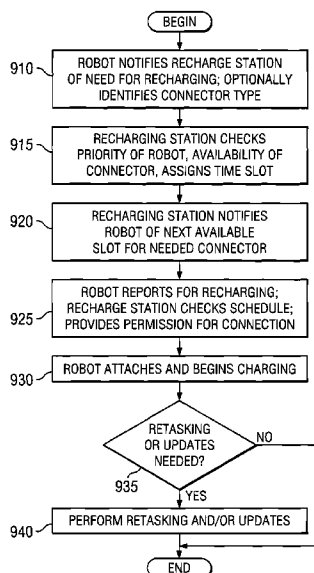 BEGIN
910
ROBOT NOTIFIES RECHARGE STATION
OF NEED FOR RECHARGING; OPTIONALLY
IDENTIFIES CONNECTOR TYPE
915
RECHARGING STATION CHECKS
PRIORITY OF ROBOT, AVAILABILITY OF
CONNECTOR, ASSIGNS TIME SLOT
920
RECHARGING STATION NOTIFIES
ROBOT OF NEXT AVAILABLE
SLOT FOR NEEDED CONNECTOR
925
ROBOT REPORTS FOR RECHARGING;
RECHARGE STATION CHECKS SCHEDULE;
PROVIDES PERMISSION FOR CONNECTION
930
ROBOT ATTACHES AND BEGINS CHARGING
RETASKING
OR UPDATES
NEEDED?
NO
935
YES
940
PERFORM RETASKING AND/OR UPDATES
END